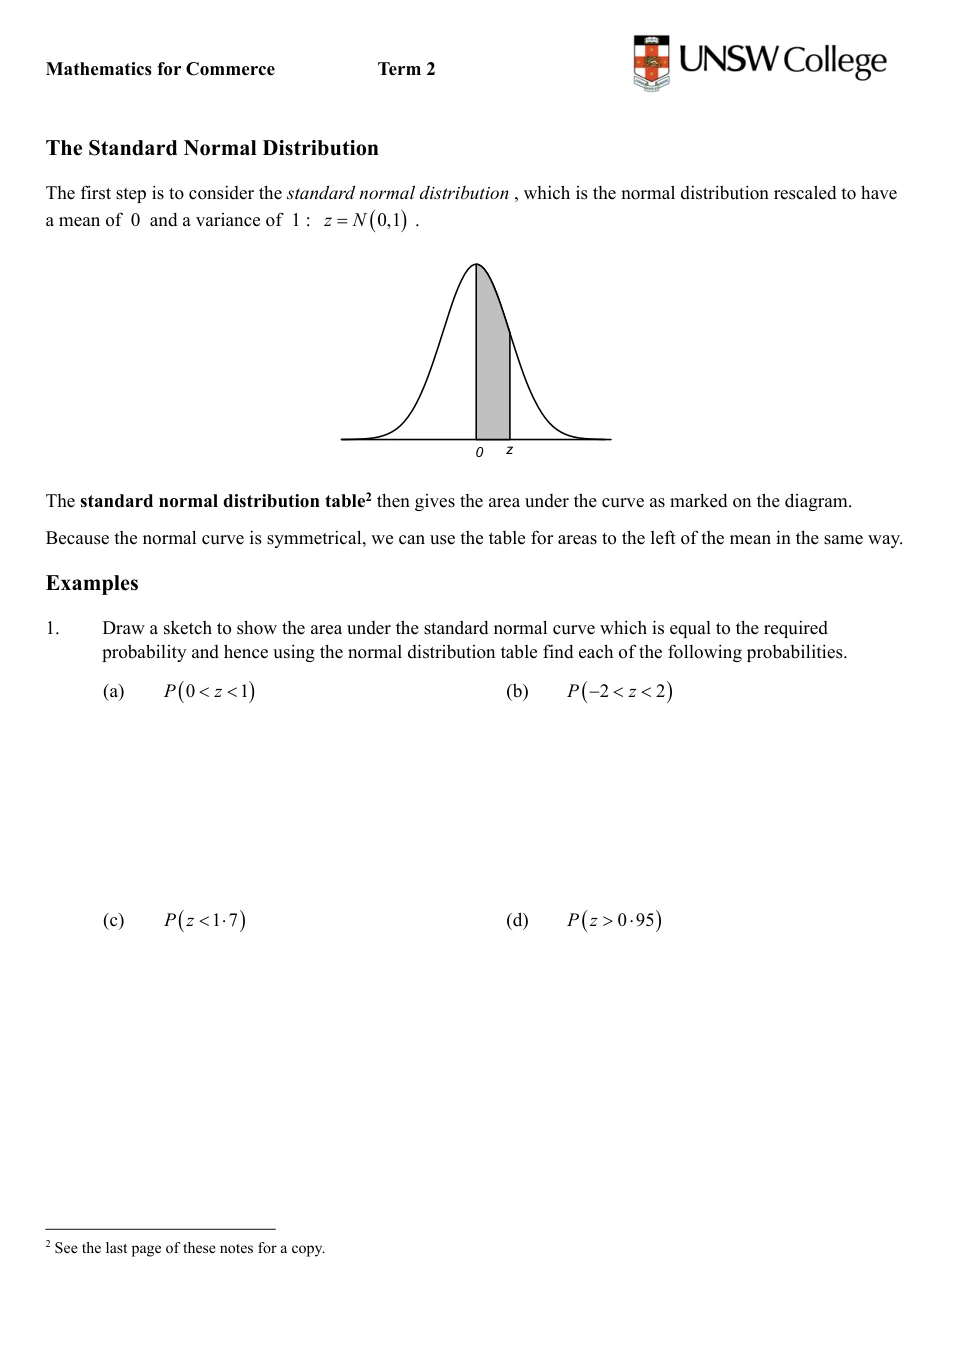 Mathematics for Commerce Term 2
UNSW College
The Standard Normal Distribution
The first step is to consider the standard normal distribution , which is the normal distribution rescaled to have
a mean of 0 and a variance of 1 : z = N(0,1) .
0 z
The standard normal distribution table² then gives the area under the curve as marked on the diagram.
Because the normal curve is symmetrical, we can use the table for areas to the left of the mean in the same way.
Examples
1. Draw a sketch to show the area under the standard normal curve which is equal to the required
probability and hence using the normal distribution table find each of the following probabilities.
(a) P(0 < z < 1) (b) P(−2 < z < 2)
(c) P(z < 1·7) (d) P(z > 0·95)
² See the last page of these notes for a copy.